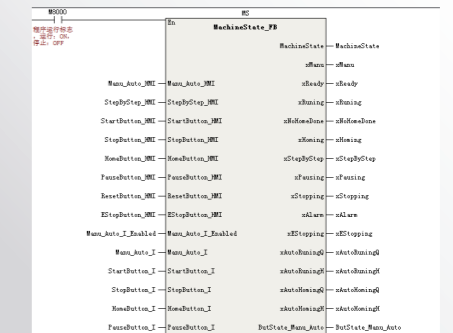 M8000
MS
程序运行标志
，运行：ON，
停止：OFF
En
MachineState_FB
MachineState MachineState
xManu xManu
Manu_Auto_HMI Manu_Auto_HMI xReady xReady
StepByStep_HMI StepByStep_HMI xRuning xRuning
StartButton_HMI StartButton_HMI xNoHomeDone xNoHomeDone
StopButton_HMI StopButton_HMI xHoming xHoming
HomeButton_HMI HomeButton_HMI xStepByStep xStepByStep
PauseButton_HMI PauseButton_HMI xPausing xPausing
ResetButton_HMI ResetButton_HMI xStopping xStopping
EStopButton_HMI EStopButton_HMI xAlarm xAlarm
Manu_Auto_I_Enabled Manu_Auto_I_Enabled xEStopping xEStopping
Manu_Auto_I Manu_Auto_I xAutoRuningQ xAutoRuningQ
StartButton_I StartButton_I xAutoRuningH xAutoRuningH
StopButton_I StopButton_I xAutoHomingQ xAutoHomingQ
HomeButton_I HomeButton_I xAutoHomingH xAutoHomingH
PauseButton_I PauseButton_I ButState_Manu_Auto ButState_Manu_Auto